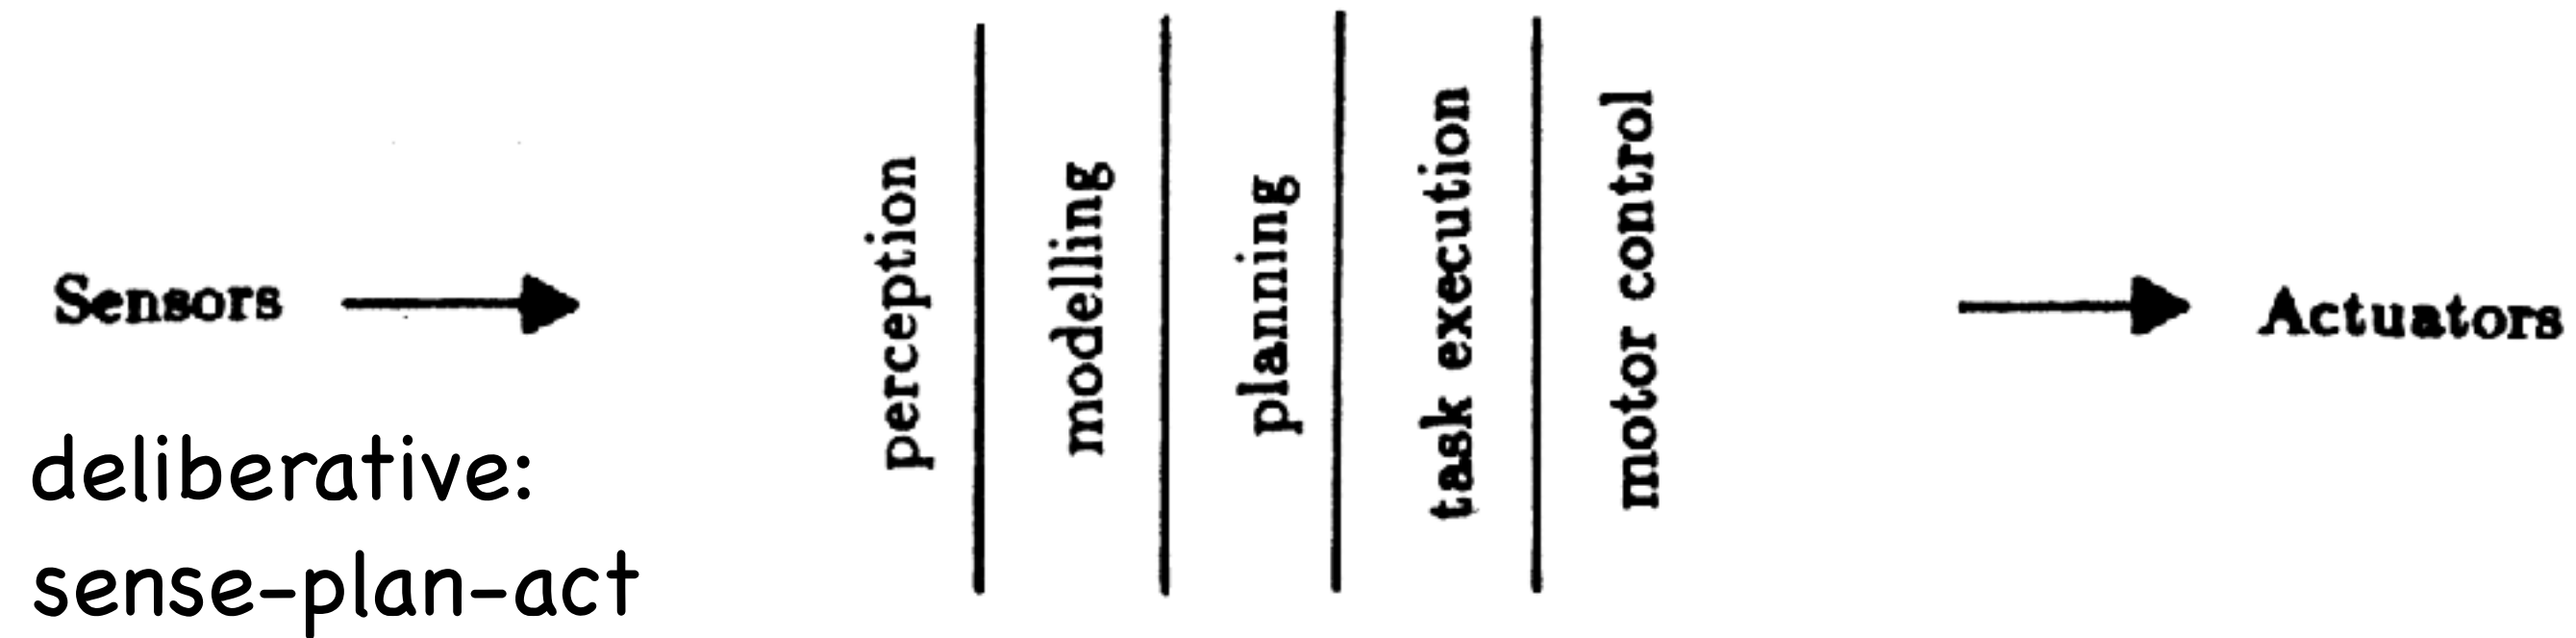 Sensors
perception
modelling
planning
task execution
motor control
Actuators
deliberative:
sense-plan-act